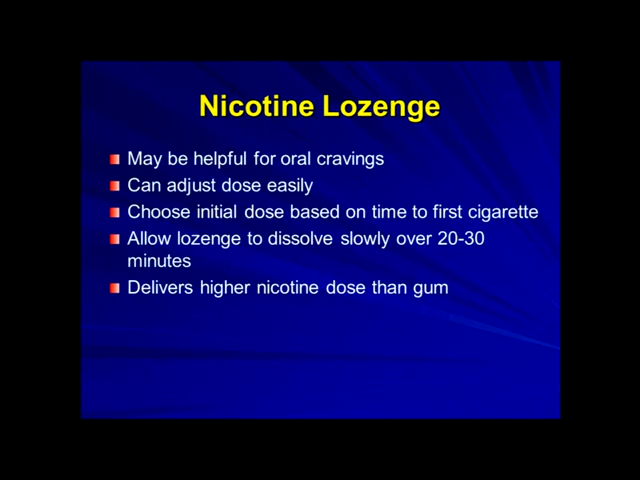 Nicotine Lozenge
May be helpful for oral cravings
Can adjust dose easily
Choose initial dose based on time to first cigarette
Allow lozenge to dissolve slowly over 20-30
minutes
Delivers higher nicotine dose than gum